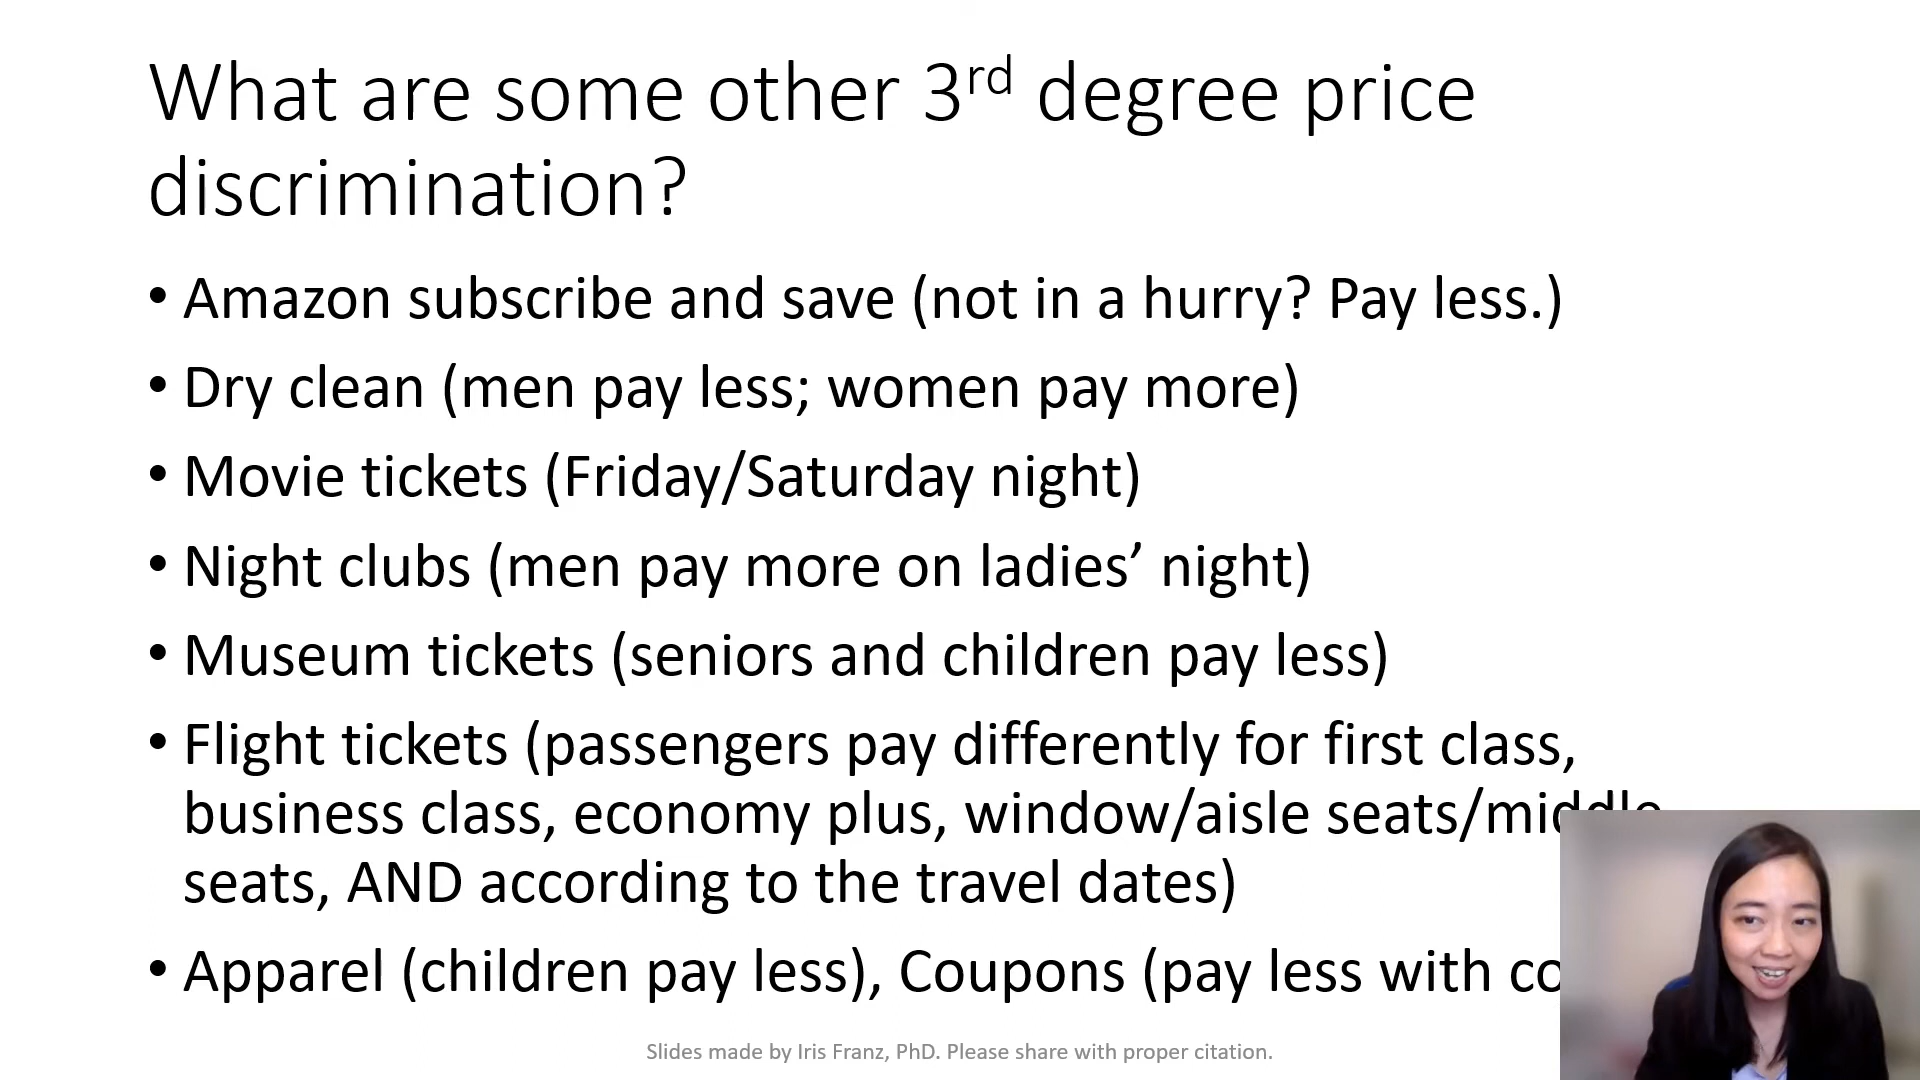 What are some other 3rd degree price
discrimination?
• Amazon subscribe and save (not in a hurry? Pay less.)
• Dry clean (men pay less; women pay more)
• Movie tickets (Friday/Saturday night)
• Night clubs (men pay more on ladies’ night)
• Museum tickets (seniors and children pay less)
• Flight tickets (passengers pay differently for first class,
business class, economy plus, window/aisle seats/middle
seats, AND according to the travel dates)
• Apparel (children pay less), Coupons (pay less with
Slides made by Iris Franz, PhD. Please share with proper citation.